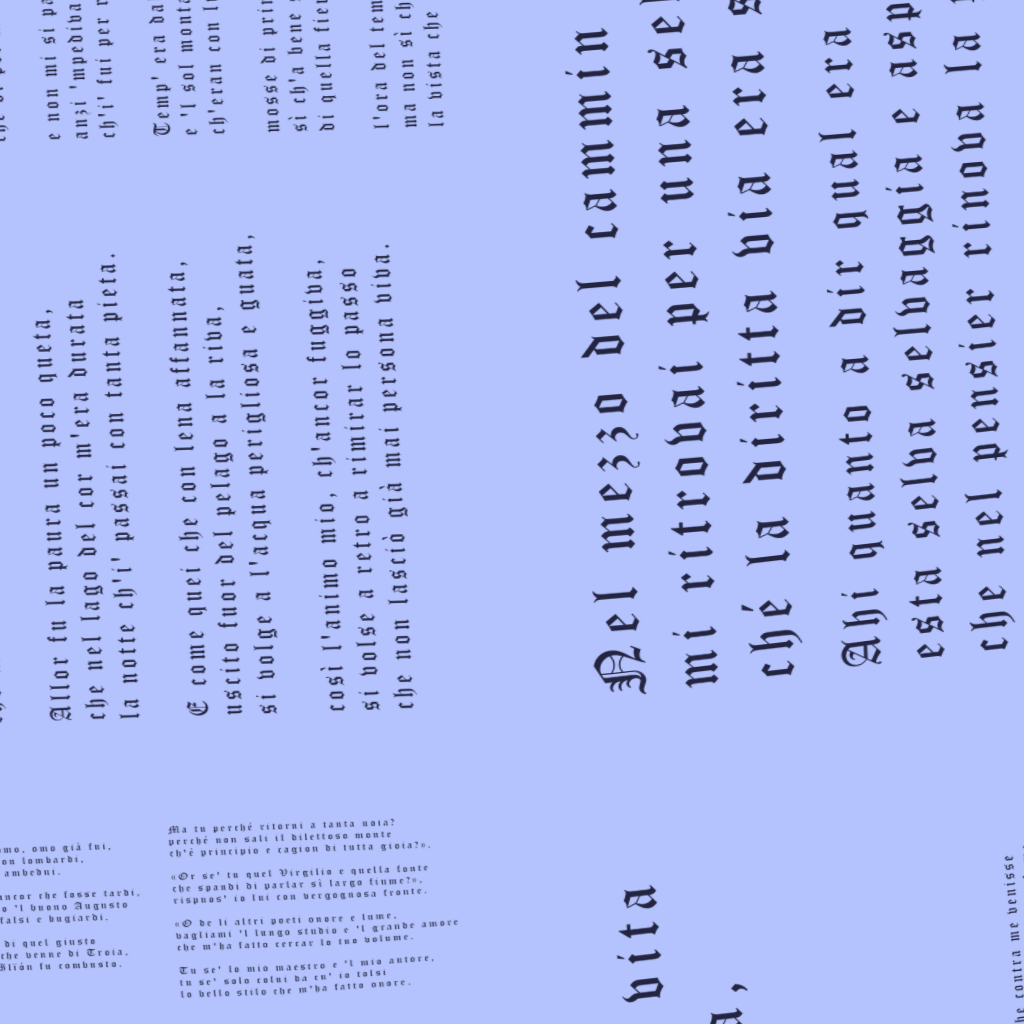 e non mi si
anzi 'mpediva
ch'i' fui per
Temp' era
e 'l sol
ch'eran con
mosse di
sì ch'a bene
di quella
l'ora del
ma non sì
la vista che
Allor fu la paura un poco queta,
che nel lago del cor m'era durata
la notte ch'i' passai con tanta pieta.
E come quei che con lena affannata,
uscito fuor del pelago a la riva,
si volge a l'acqua perigliosa e guata,
così l'animo mio, ch'ancor fuggiva,
si volse a retro a rimirar lo passo
che non lasciò già mai persona viva.
Nel mezzo del cammin
mi ritrovai per una
ché la diritta via era
Ahi quanto a dir qual era
esta selva selvaggia e
che nel pensier rinova la
omo già fui,
lombardi,
ambedui.
ancor che fosse tardi,
'l buono Augusto
falsi e bugiardi.
di quel giusto
che venne di Troia,
Ilïón fu combusto.
Ma tu perché ritorni a tanta noia?
perché non sali il dilettoso monte
ch'è principio e cagion di tutta gioia?».
«Or se' tu quel Virgilio e quella fonte
che spandi di parlar sì largo fiume?»,
rispuos' io lui con vergognosa fronte.
«O de li altri poeti onore e lume,
vagliami 'l lungo studio e 'l grande amore
che m'ha fatto cercar lo tuo volume.
Tu se' lo mio maestro e 'l mio autore,
tu se' solo colui da cu' io tolsi
lo bello stilo che m'ha fatto onore.
vita
contra me venisse